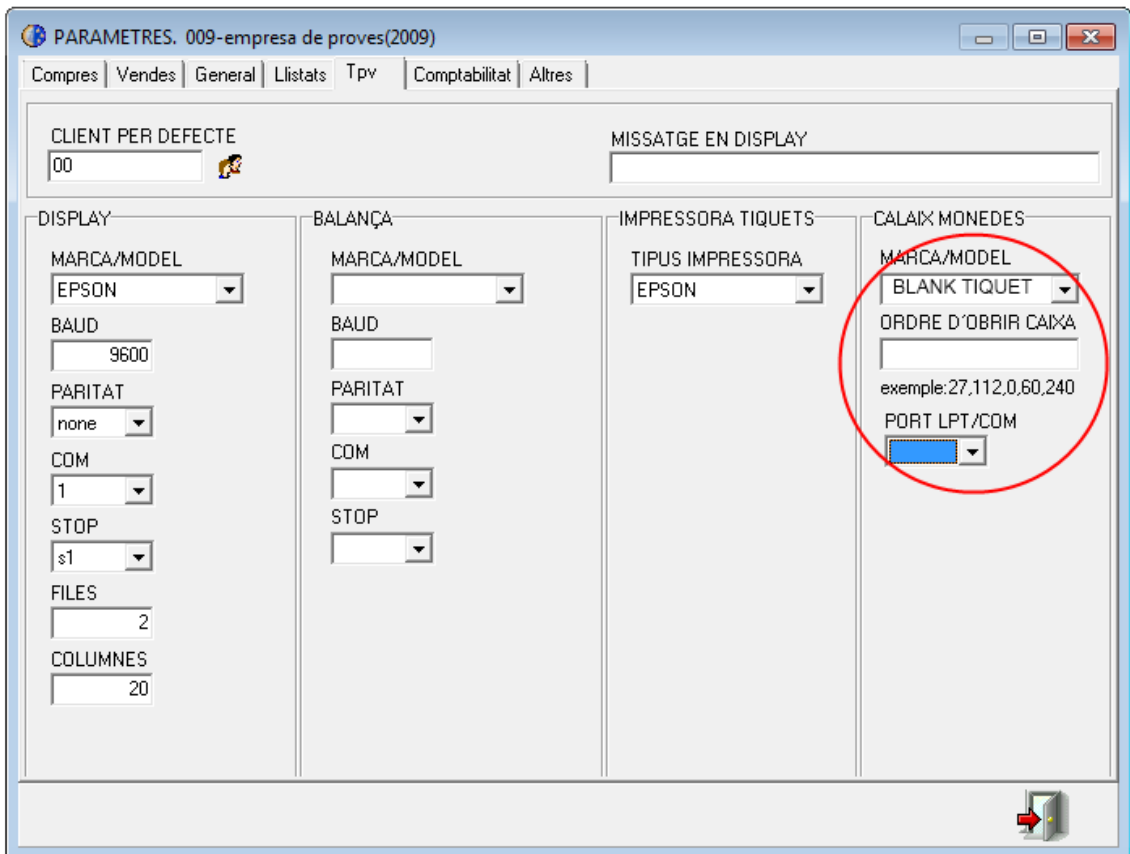 PARAMETRES. 009-empresa de proves(2009)
Compres Vendes General Llistats Tpv Comptabilitat Altres
CLIENT PER DEFECTE
00
MISSATGE EN DISPLAY
DISPLAY
MARCA/MODEL
EPSON
BAUD
9600
PARITAT
none
COM
1
STOP
s1
FILES
2
COLUMNES
20
BALANÇA
MARCA/MODEL
BAUD
PARITAT
COM
STOP
IMPRESSORA TIQUETS
TIPUS IMPRESSORA
EPSON
CALAIX MONEDES
MARCA/MODEL
BLANK TIQUET
ORDRE D´OBRIR CAIXA
exemple:27,112,0,60,240
PORT LPT/COM